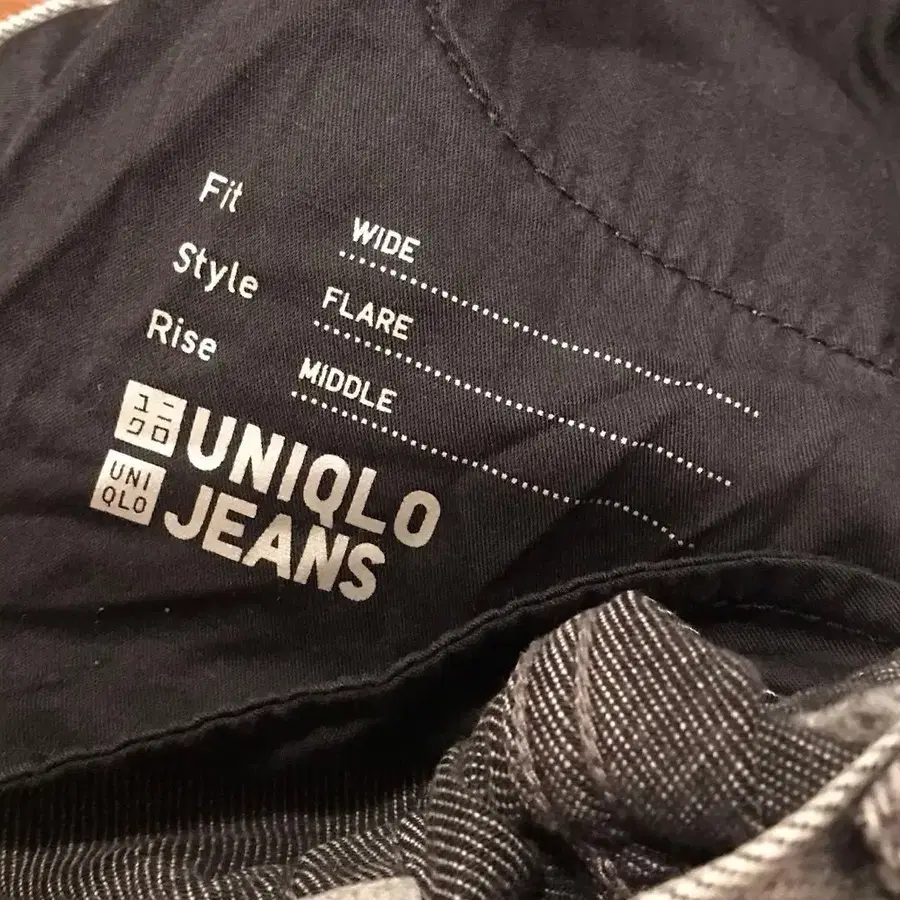 Fit WIDE
Style FLARE
Rise MIDDLE
ユニ
クロ
UNIQLO
UNI
QLO
JEANS